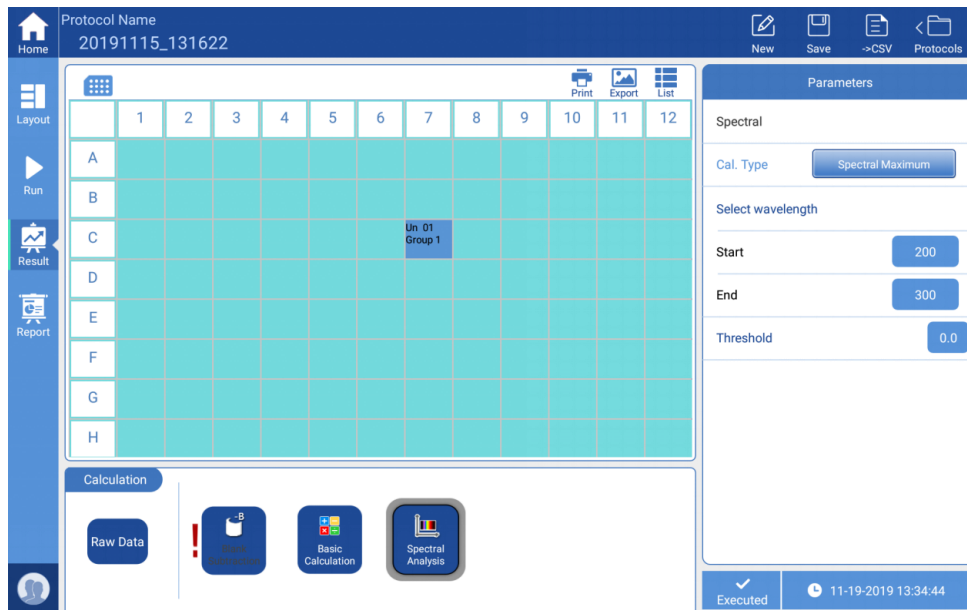 Protocol Name
20191115_131622
Home
New
Save
->CSV
Protocols
Layout
Run
Result
Report
Print
Export
List
1 2 3 4 5 6 7 8 9 10 11 12
A
B
C
Un 01
Group 1
D
E
F
G
H
Calculation
Raw Data
-B
Basic
Calculation
Spectral
Analysis
Parameters
Spectral
Cal. Type
Spectral Maximum
Select wavelength
Start
200
End
300
Threshold
0.0
Executed
11-19-2019 13:34:44